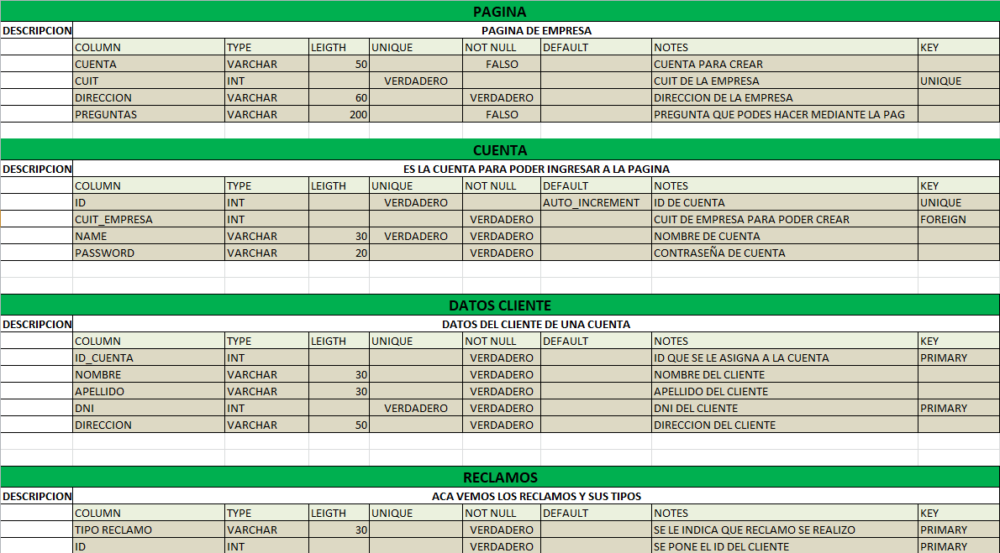 PAGINA
DESCRIPCION PAGINA DE EMPRESA
COLUMN TYPE LEIGTH UNIQUE NOT NULL DEFAULT NOTES KEY
CUENTA VARCHAR 50 FALSO CUENTA PARA CREAR
CUIT INT VERDADERO CUIT DE LA EMPRESA UNIQUE
DIRECCION VARCHAR 60 VERDADERO DIRECCION DE LA EMPRESA
PREGUNTAS VARCHAR 200 FALSO PREGUNTA QUE PODES HACER MEDIANTE LA PAG
CUENTA
DESCRIPCION ES LA CUENTA PARA PODER INGRESAR A LA PAGINA
COLUMN TYPE LEIGTH UNIQUE NOT NULL DEFAULT NOTES KEY
ID INT VERDADERO AUTO_INCREMENT ID DE CUENTA UNIQUE
CUIT_EMPRESA INT VERDADERO CUIT DE EMPRESA PARA PODER CREAR FOREIGN
NAME VARCHAR 30 VERDADERO VERDADERO NOMBRE DE CUENTA
PASSWORD VARCHAR 20 VERDADERO CONTRASEÑA DE CUENTA
DATOS CLIENTE
DESCRIPCION DATOS DEL CLIENTE DE UNA CUENTA
COLUMN TYPE LEIGTH UNIQUE NOT NULL DEFAULT NOTES KEY
ID_CUENTA INT VERDADERO ID QUE SE LE ASIGNA A LA CUENTA PRIMARY
NOMBRE VARCHAR 30 VERDADERO NOMBRE DEL CLIENTE
APELLIDO VARCHAR 30 VERDADERO APELLIDO DEL CLIENTE
DNI INT VERDADERO VERDADERO DNI DEL CLIENTE PRIMARY
DIRECCION VARCHAR 50 VERDADERO DIRECCION DEL CLIENTE
RECLAMOS
DESCRIPCION ACA VEMOS LOS RECLAMOS Y SUS TIPOS
COLUMN TYPE LEIGTH UNIQUE NOT NULL DEFAULT NOTES KEY
TIPO RECLAMO VARCHAR 30 VERDADERO SE LE INDICA QUE RECLAMO SE REALIZO PRIMARY
ID INT VERDADERO SE PONE EL ID DEL CLIENTE PRIMARY